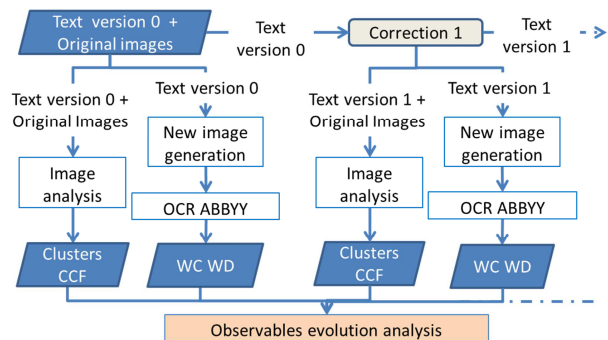 Text version 0 +
Original images
Text
version 0
Correction 1
Text
version 1
Text version 0 +
Original Images
Text version 0
Text version 1 +
Original Images
Text version 1
Image
analysis
New image
generation
Image
analysis
New image
generation
OCR ABBYY
OCR ABBYY
Clusters
CCF
WC WD
Clusters
CCF
WC WD
Observables evolution analysis